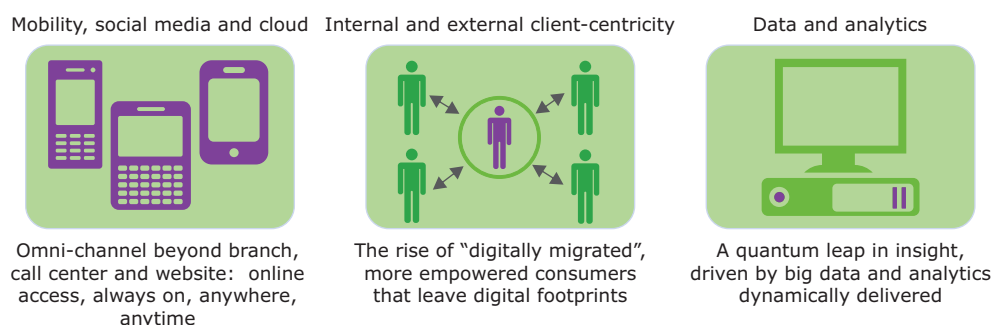 Mobility, social media and cloud
Internal and external client-centricity
Data and analytics
Omni-channel beyond branch,
call center and website: online
access, always on, anywhere,
anytime
The rise of “digitally migrated”,
more empowered consumers
that leave digital footprints
A quantum leap in insight,
driven by big data and analytics
dynamically delivered